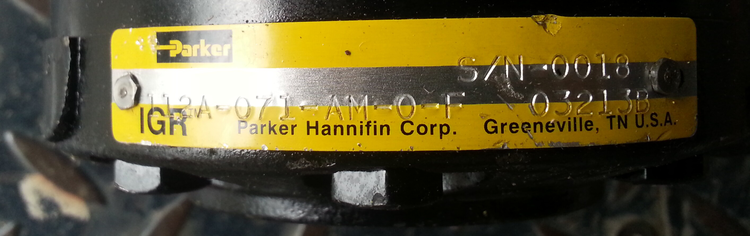 Parker
S/N-0018
112A-071-AM-0-F 03213B
IGR Parker Hannifin Corp. Greeneville, TN U.S.A.